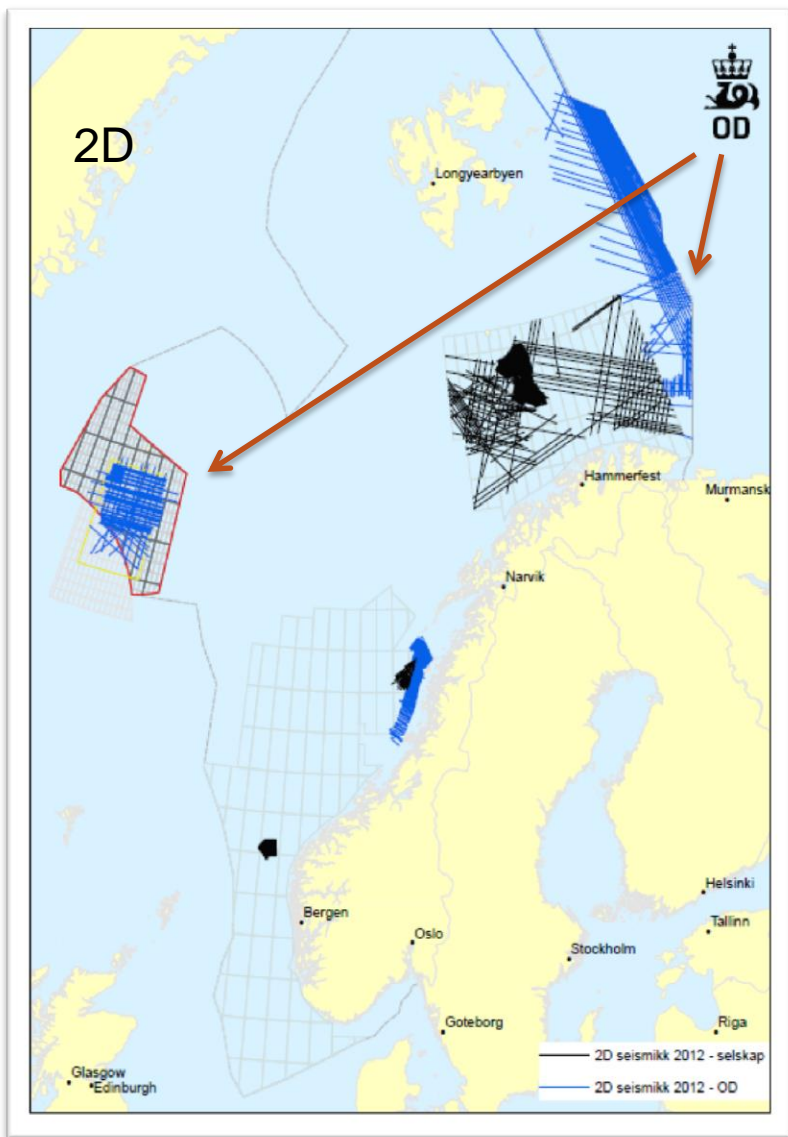 2D
OD
Longyearbyen
Hammerfest
Murmansk
Narvik
Helsinki
Bergen
Tallinn
Oslo
Stockholm
Goteborg
Riga
2D seismikk 2012 - selskap
Glasgow
2D seismikk 2012 - OD
Edinburgh